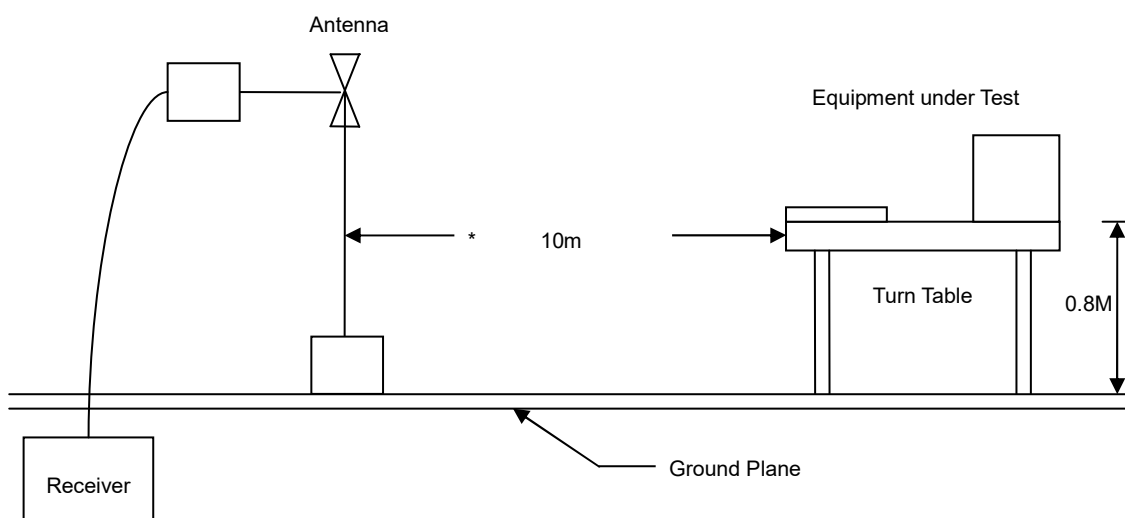 Antenna
Equipment under Test
* 10m
Turn Table
0.8M
Ground Plane
Receiver